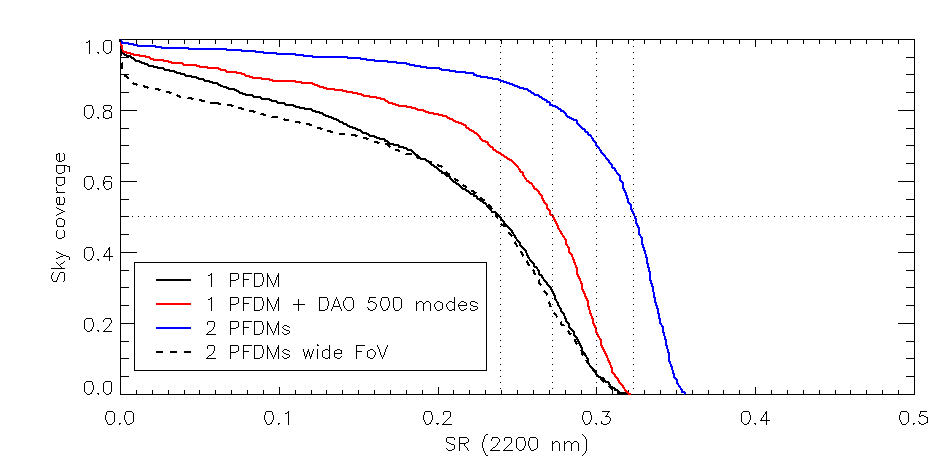 1.0
0.8
0.6
0.4
0.2
0.0
Sky coverage
1 PFDM
1 PFDM + DAO 500 modes
2 PFDMs
2 PFDMs wide FoV
0.0 0.1 0.2 0.3 0.4 0.5
SR (2200 nm)